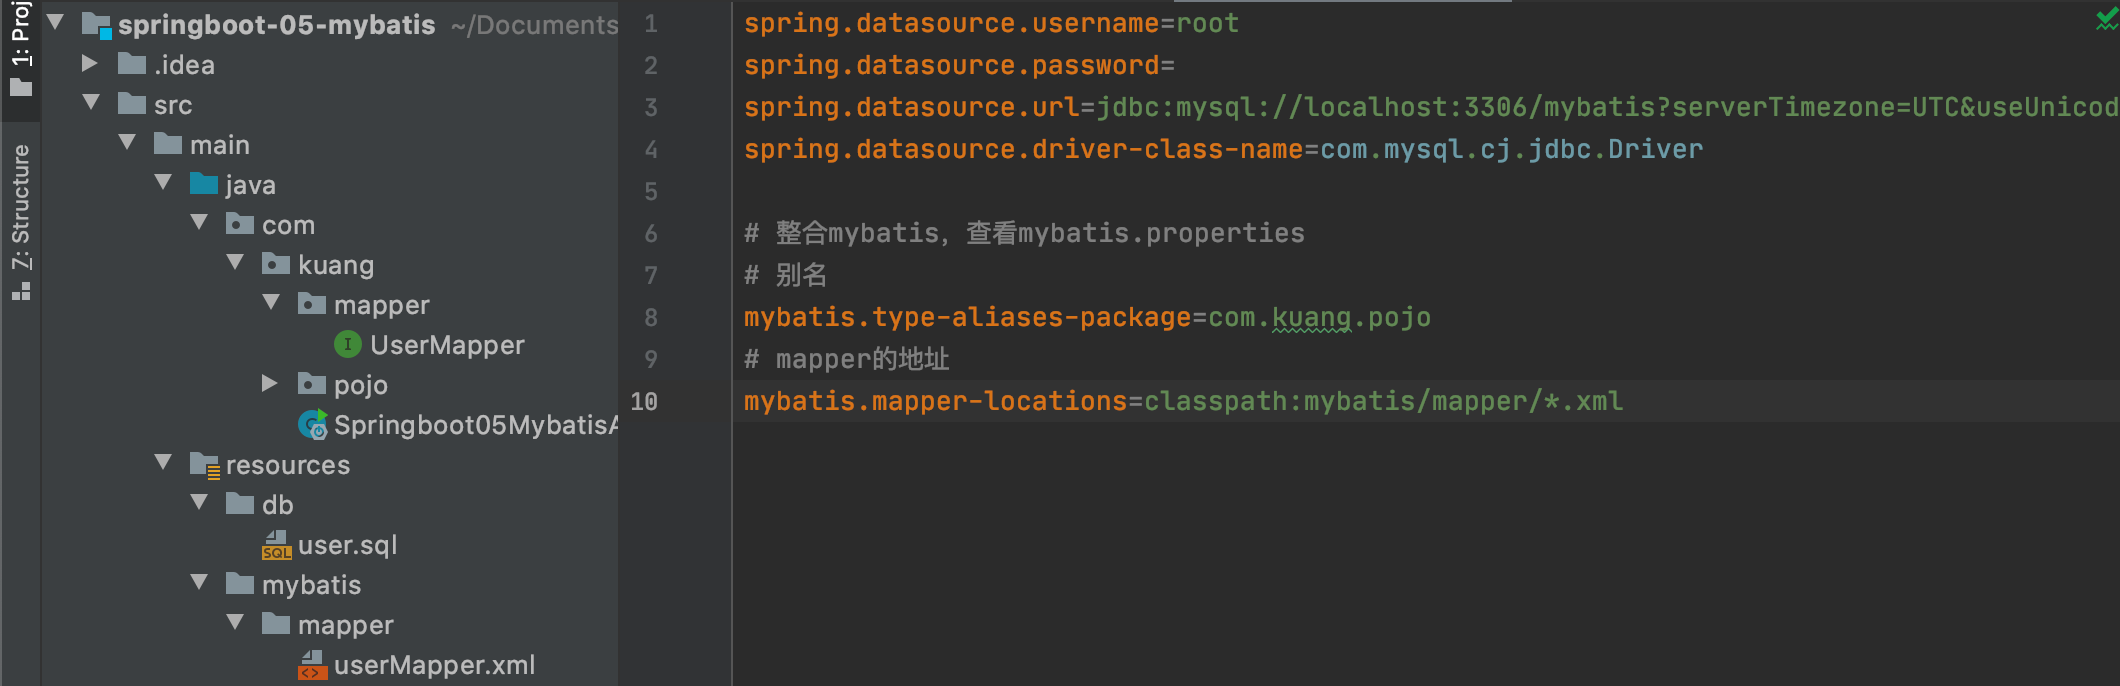 1: Proj
7: Structure
springboot-05-mybatis ~/Documents
.idea
src
main
java
com
kuang
mapper
I UserMapper
pojo
Springboot05MybatisA
resources
db
SQL user.sql
mybatis
mapper
<> userMapper.xml
1 spring.datasource.username=root
2 spring.datasource.password=
3 spring.datasource.url=jdbc:mysql://localhost:3306/mybatis?serverTimezone=UTC&useUnicod
4 spring.datasource.driver-class-name=com.mysql.cj.jdbc.Driver
5
6 # 整合mybatis，查看mybatis.properties
7 # 别名
8 mybatis.type-aliases-package=com.kuang.pojo
9 # mapper的地址
10 mybatis.mapper-locations=classpath:mybatis/mapper/*.xml